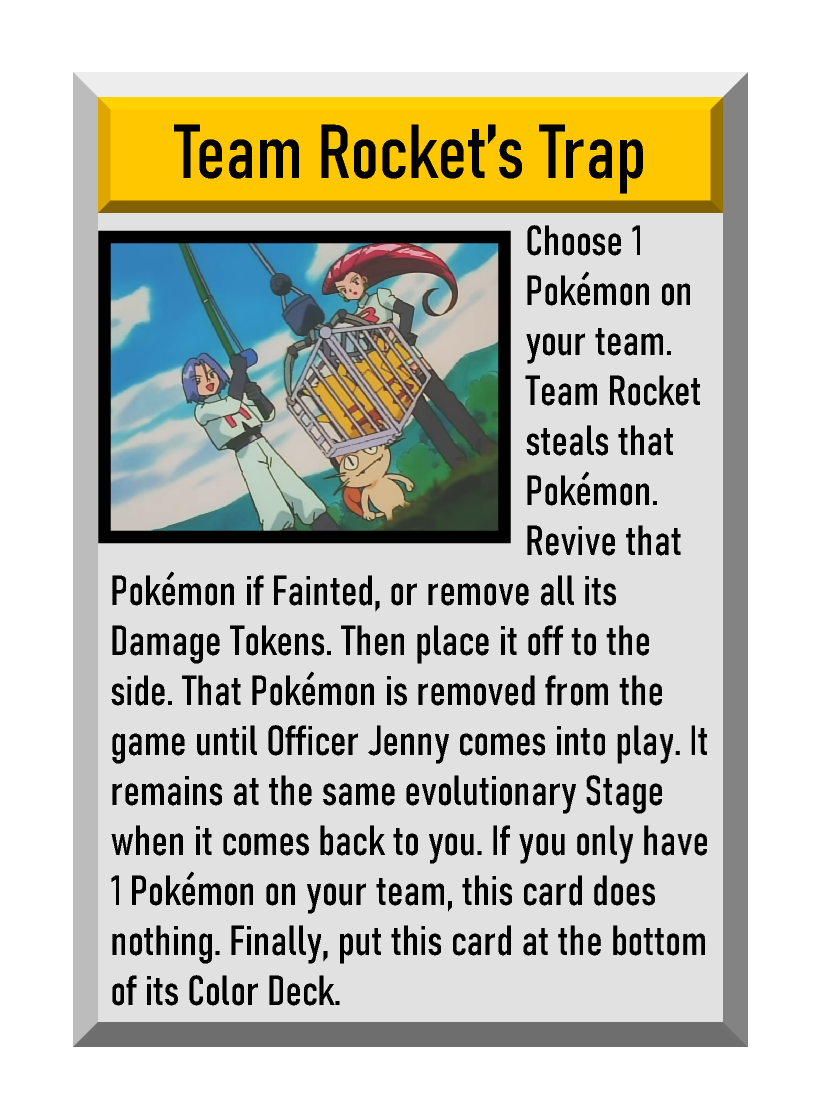 Team Rocket's Trap
Choose 1
Pokémon on
your team.
Team Rocket
steals that
Pokémon.
Revive that
Pokémon if Fainted, or remove all its
Damage Tokens. Then place it off to the
side. That Pokémon is removed from the
game until Officer Jenny comes into play. It
remains at the same evolutionary Stage
when it comes back to you. If you only have
1 Pokémon on your team, this card does
nothing. Finally, put this card at the bottom
of its Color Deck.